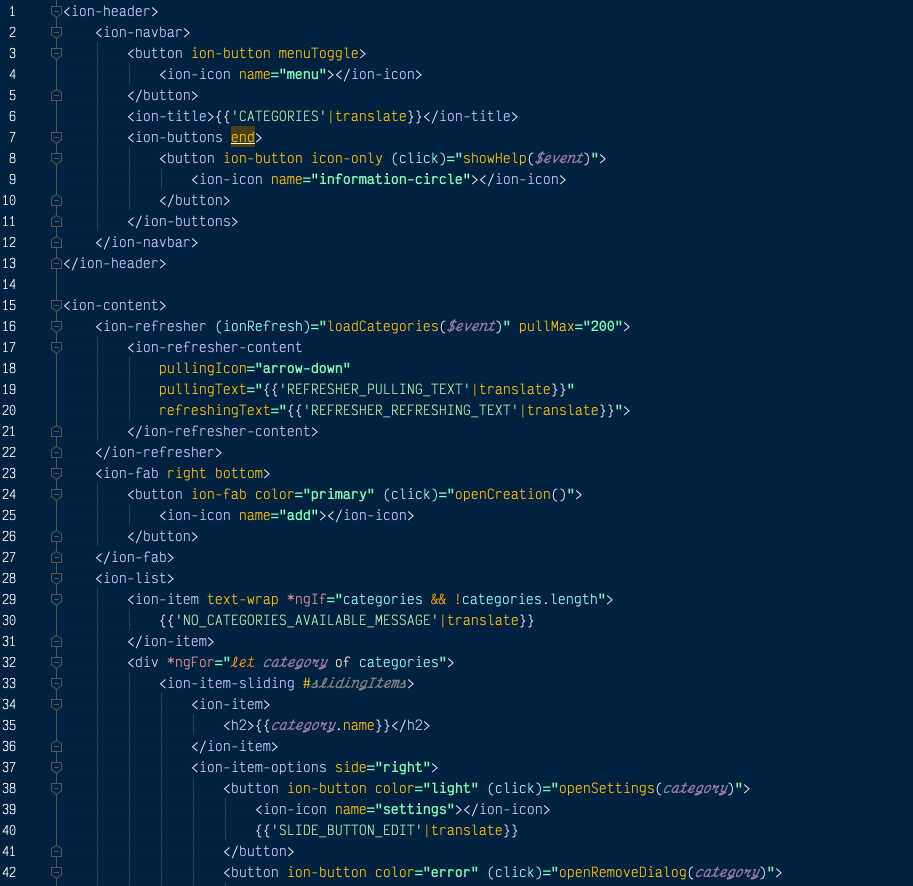 1 <ion-header>
2     <ion-navbar>
3         <button ion-button menuToggle>
4             <ion-icon name="menu"></ion-icon>
5         </button>
6         <ion-title>{{'CATEGORIES'|translate}}</ion-title>
7         <ion-buttons end>
8             <button ion-button icon-only (click)="showHelp($event)">
9                 <ion-icon name="information-circle"></ion-icon>
10             </button>
11         </ion-buttons>
12     </ion-navbar>
13 </ion-header>
14
15 <ion-content>
16     <ion-refresher (ionRefresh)="loadCategories($event)" pullMax="200">
17         <ion-refresher-content
18             pullingIcon="arrow-down"
19             pullingText="{{'REFRESHER_PULLING_TEXT'|translate}}"
20             refreshingText="{{'REFRESHER_REFRESHING_TEXT'|translate}}">
21         </ion-refresher-content>
22     </ion-refresher>
23     <ion-fab right bottom>
24         <button ion-fab color="primary" (click)="openCreation()">
25             <ion-icon name="add"></ion-icon>
26         </button>
27     </ion-fab>
28     <ion-list>
29         <ion-item text-wrap *ngIf="categories && !categories.length">
30             {{'NO_CATEGORIES_AVAILABLE_MESSAGE'|translate}}
31         </ion-item>
32         <div *ngFor="let category of categories">
33             <ion-item-sliding #slidingItems>
34                 <ion-item>
35                     <h2>{{category.name}}</h2>
36                 </ion-item>
37                 <ion-item-options side="right">
38                     <button ion-button color="light" (click)="openSettings(category)">
39                         <ion-icon name="settings"></ion-icon>
40                         {{'SLIDE_BUTTON_EDIT'|translate}}
41                     </button>
42                     <button ion-button color="error" (click)="openRemoveDialog(category)">